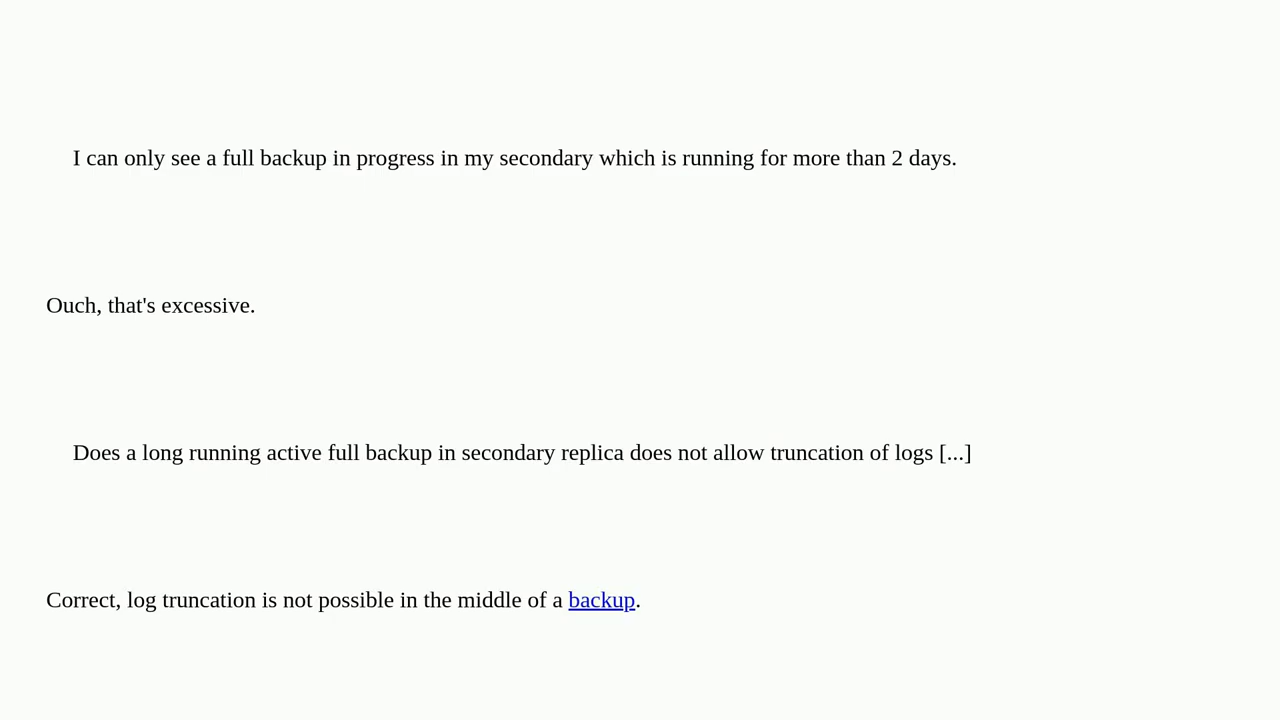 I can only see a full backup in progress in my secondary which is running for more than 2 days.
Ouch, that's excessive.
Does a long running active full backup in secondary replica does not allow truncation of logs [...]
Correct, log truncation is not possible in the middle of a backup.